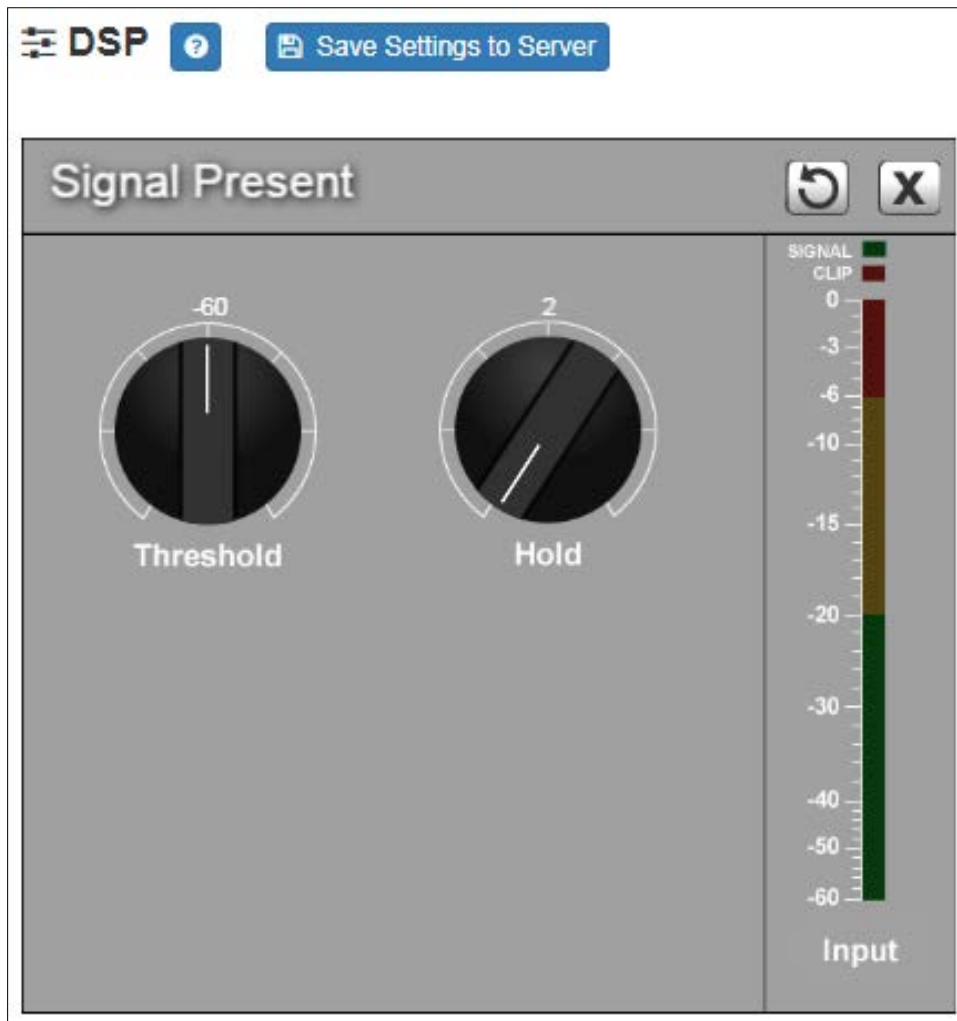 DSP ? Save Settings to Server
Signal Present X
SIGNAL
CLIP
-60 2
Threshold Hold
0
-3
-6
-10
-15
-20
-30
-40
-50
-60
Input